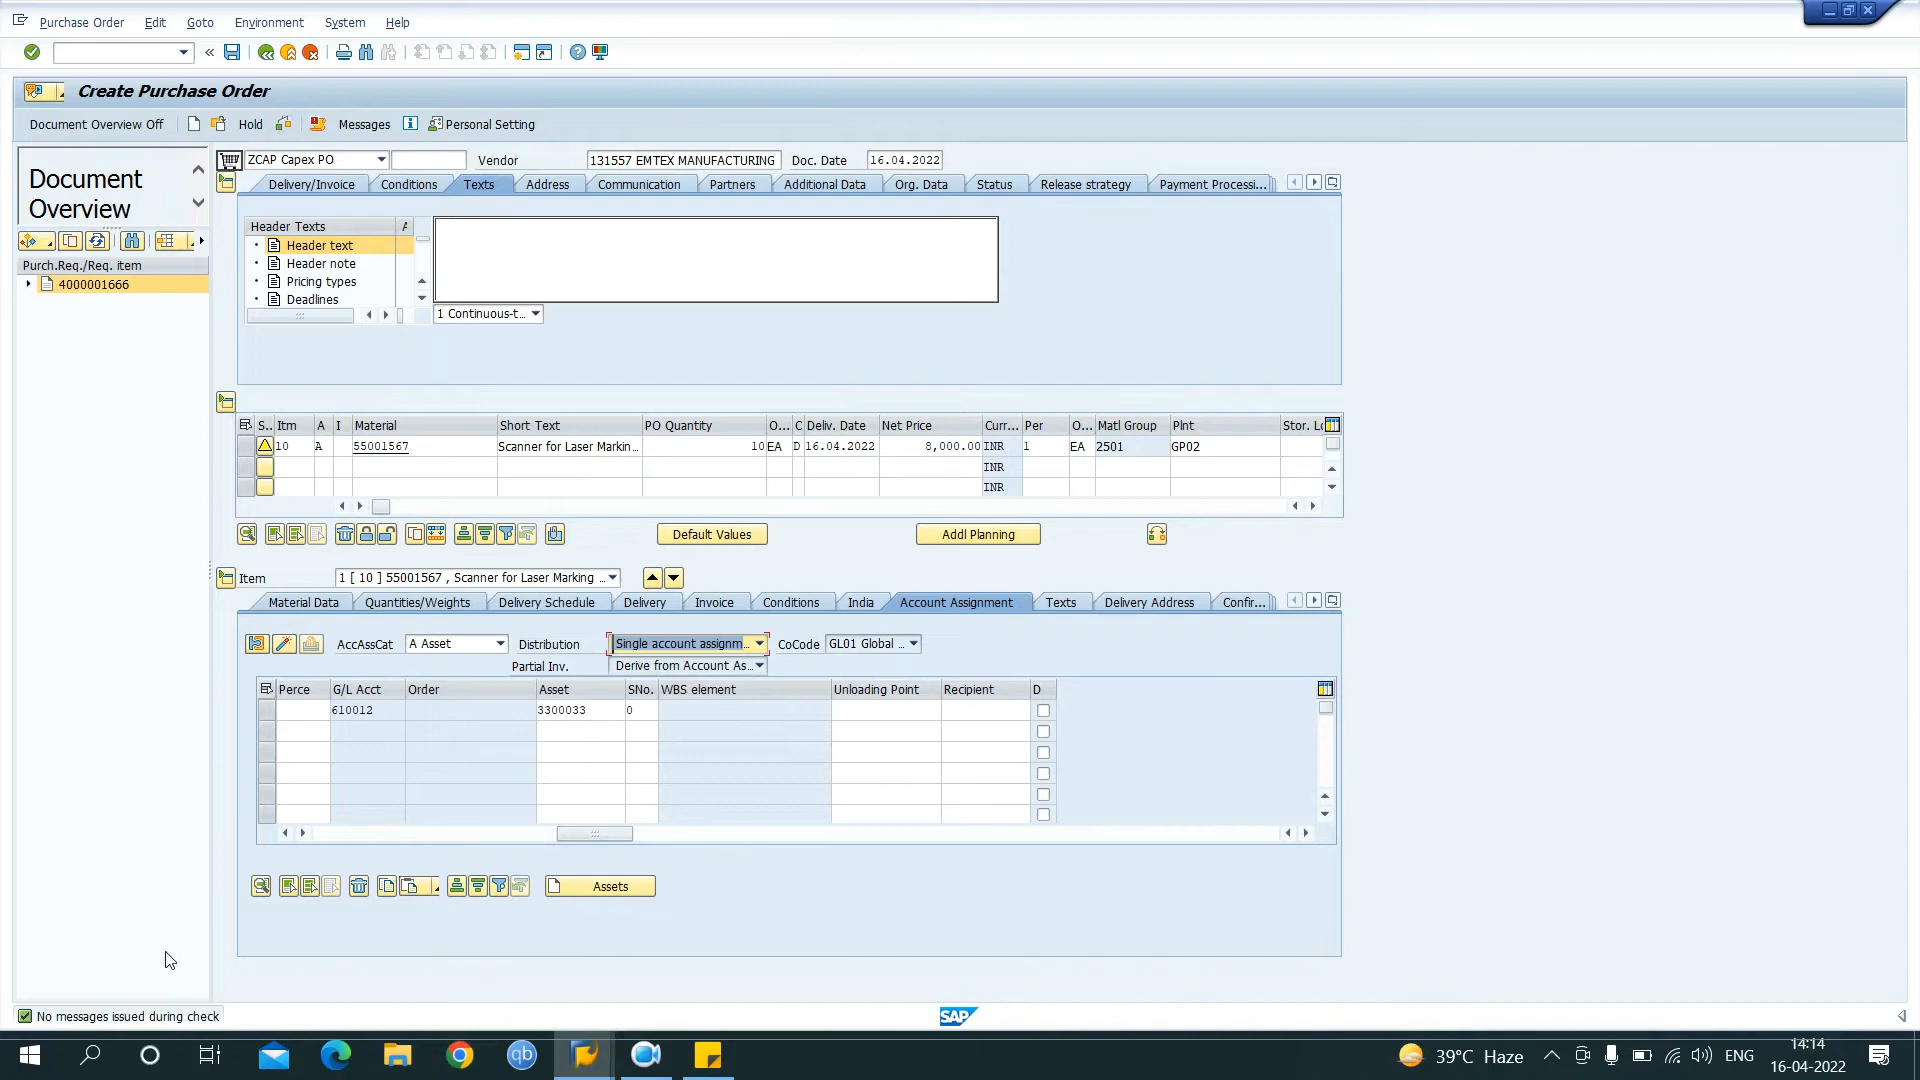 Purchase Order Edit Goto Environment System Help
Create Purchase Order
Document Overview Off Hold Messages Personal Setting
Document
Overview
ZCAP Capex PO Vendor 131557 EMTEX MANUFACTURING Doc. Date 16.04.2022
Delivery/Invoice Conditions Texts Address Communication Partners Additional Data Org. Data Status Release strategy Payment Processi...
Purch.Req./Req. item
4000001666
Header Texts
Header text
Header note
Pricing types
Deadlines
1 Continuous-t...
S.. Itm A I Material Short Text PO Quantity O... C Deliv. Date Net Price Curr... Per O... Matl Group Plnt Stor. Lo
10 A 55001567 Scanner for Laser Markin... 10 EA D 16.04.2022 8,000.00 INR 1 EA 2501 GP02
INR
INR
Default Values Addl Planning
Item 1 [ 10 ] 55001567 , Scanner for Laser Marking ...
Material Data Quantities/Weights Delivery Schedule Delivery Invoice Conditions India Account Assignment Texts Delivery Address Confir...
AccAssCat A Asset Distribution Single account assignm... CoCode GL01 Global ...
Partial Inv. Derive from Account As...
Perce G/L Acct Order Asset SNo. WBS element Unloading Point Recipient D
610012 3300033 0
Assets
No messages issued during check
SAP
qb 39°C Haze ENG 14:14
16-04-2022